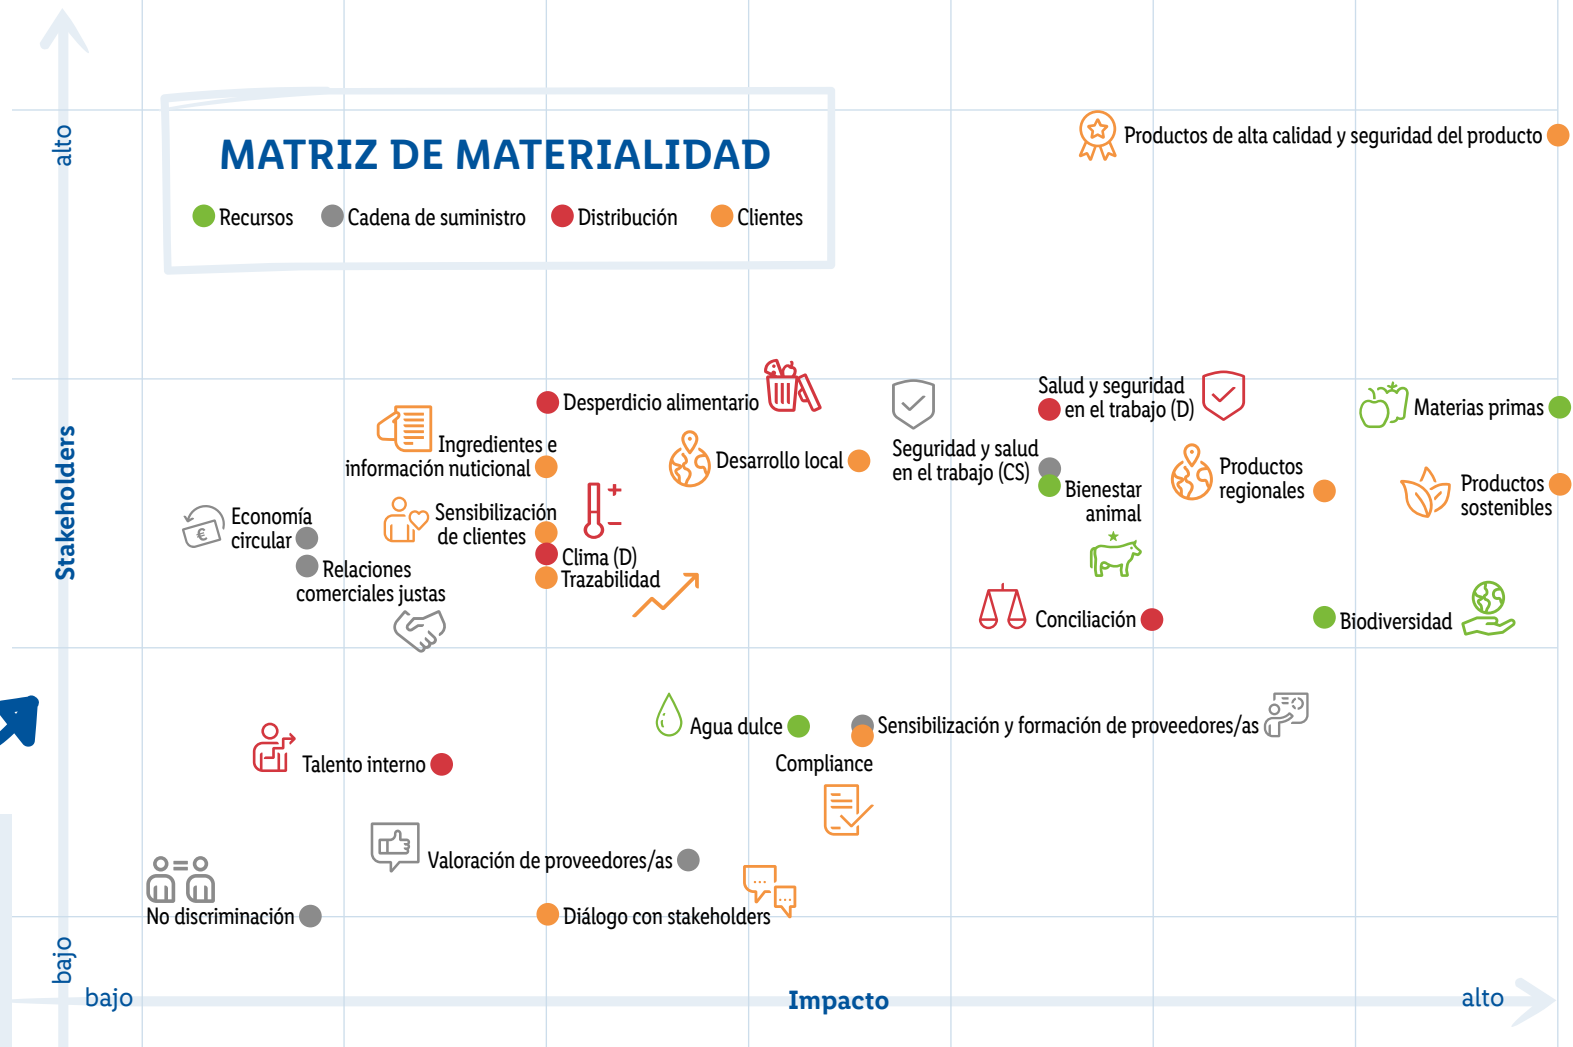 alto
Stakeholders
bajo
MATRIZ DE MATERIALIDAD
Recursos
Cadena de suministro
Distribución
Clientes
Productos de alta calidad y seguridad del producto
Desperdicio alimentario
Salud y seguridad
en el trabajo (D)
Materias primas
Ingredientes e
información nuticional
Desarrollo local
Seguridad y salud
en el trabajo (CS)
Bienestar
animal
Productos
regionales
Productos
sostenibles
Economía
circular
€
Sensibilización
de clientes
+
−
Clima (D)
Trazabilidad
Relaciones
comerciales justas
Conciliación
Biodiversidad
Agua dulce
Sensibilización y formación de proveedores/as
Compliance
Talento interno
Valoración de proveedores/as
=
No discriminación
...
...
Diálogo con stakeholders
bajo
Impacto
alto